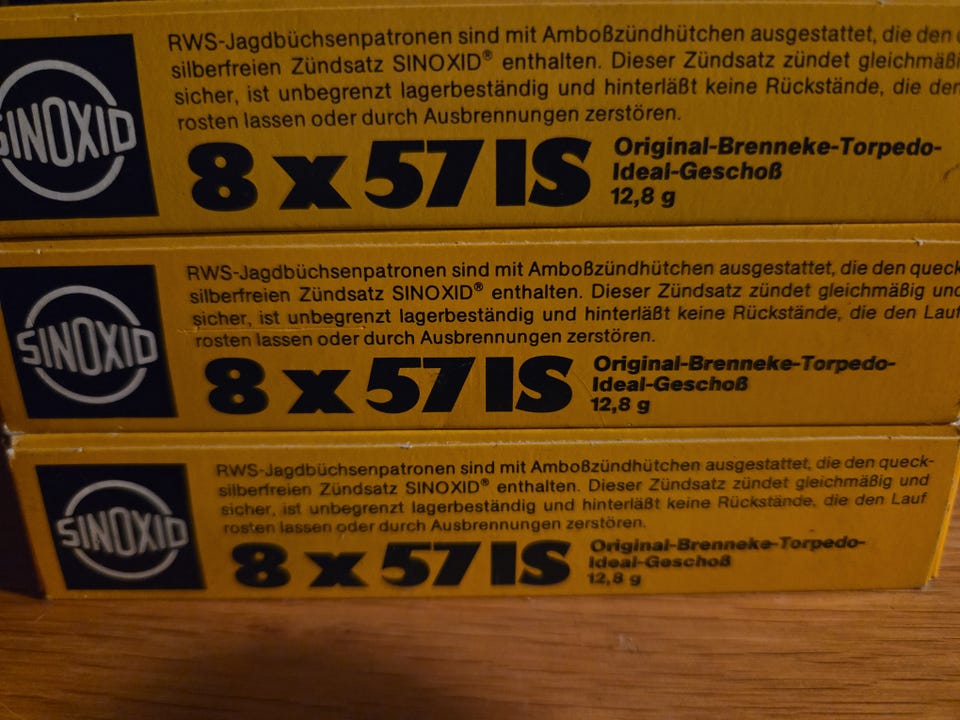 SINOXID
RWS-Jagdbüchsenpatronen sind mit Amboßzündhütchen ausgestattet, die den
silberfreien Zündsatz SINOXID® enthalten. Dieser Zündsatz zündet gleichmäßi
sicher, ist unbegrenzt lagerbeständig und hinterläßt keine Rückstände, die den
rosten lassen oder durch Ausbrennungen zerstören.
8 x 57 IS
Original-Brenneke-Torpedo-
Ideal-Geschoß
12,8 g
SINOXID
RWS-Jagdbüchsenpatronen sind mit Amboßzündhütchen ausgestattet, die den queck
silberfreien Zündsatz SINOXID® enthalten. Dieser Zündsatz zündet gleichmäßig und
sicher, ist unbegrenzt lagerbeständig und hinterläßt keine Rückstände, die den Lauf
rosten lassen oder durch Ausbrennungen zerstören.
8 x 57 IS
Original-Brenneke-Torpedo-
Ideal-Geschoß
12,8 g
SINOXID
RWS-Jagdbüchsenpatronen sind mit Amboßzündhütchen ausgestattet, die den queck-
silberfreien Zündsatz SINOXID® enthalten. Dieser Zündsatz zündet gleichmäßig und
sicher, ist unbegrenzt lagerbeständig und hinterläßt keine Rückstände, die den Lauf
rosten lassen oder durch Ausbrennungen zerstören.
8 x 57 IS
Original-Brenneke-Torpedo-
Ideal-Geschoß
12,8 g